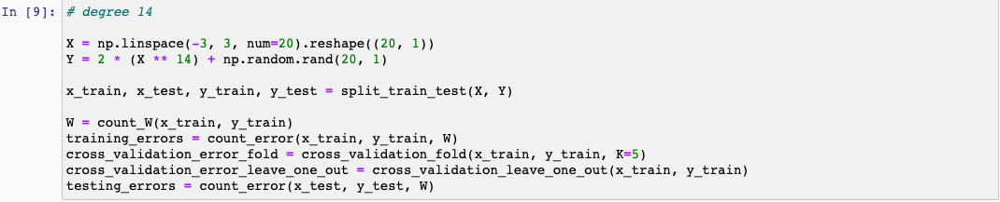 In [9]: # degree 14
X = np.linspace(-3, 3, num=20).reshape((20, 1))
Y = 2 * (X ** 14) + np.random.rand(20, 1)
x_train, x_test, y_train, y_test = split_train_test(X, Y)
W = count_W(x_train, y_train)
training_errors = count_error(x_train, y_train, W)
cross_validation_error_fold = cross_validation_fold(x_train, y_train, K=5)
cross_validation_error_leave_one_out = cross_validation_leave_one_out(x_train, y_train)
testing_errors = count_error(x_test, y_test, W)